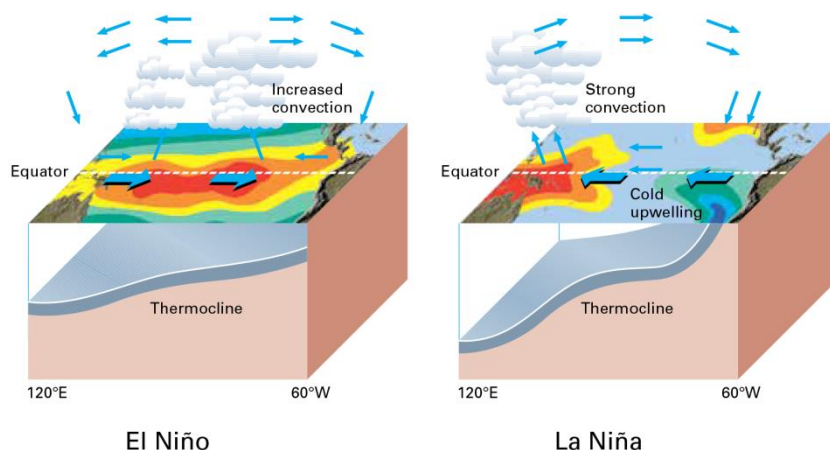 Increased
convection
Equator
Thermocline
120°E
60°W
El Niño
Strong
convection
Equator
Cold
upwelling
Thermocline
120°E
60°W
La Niña